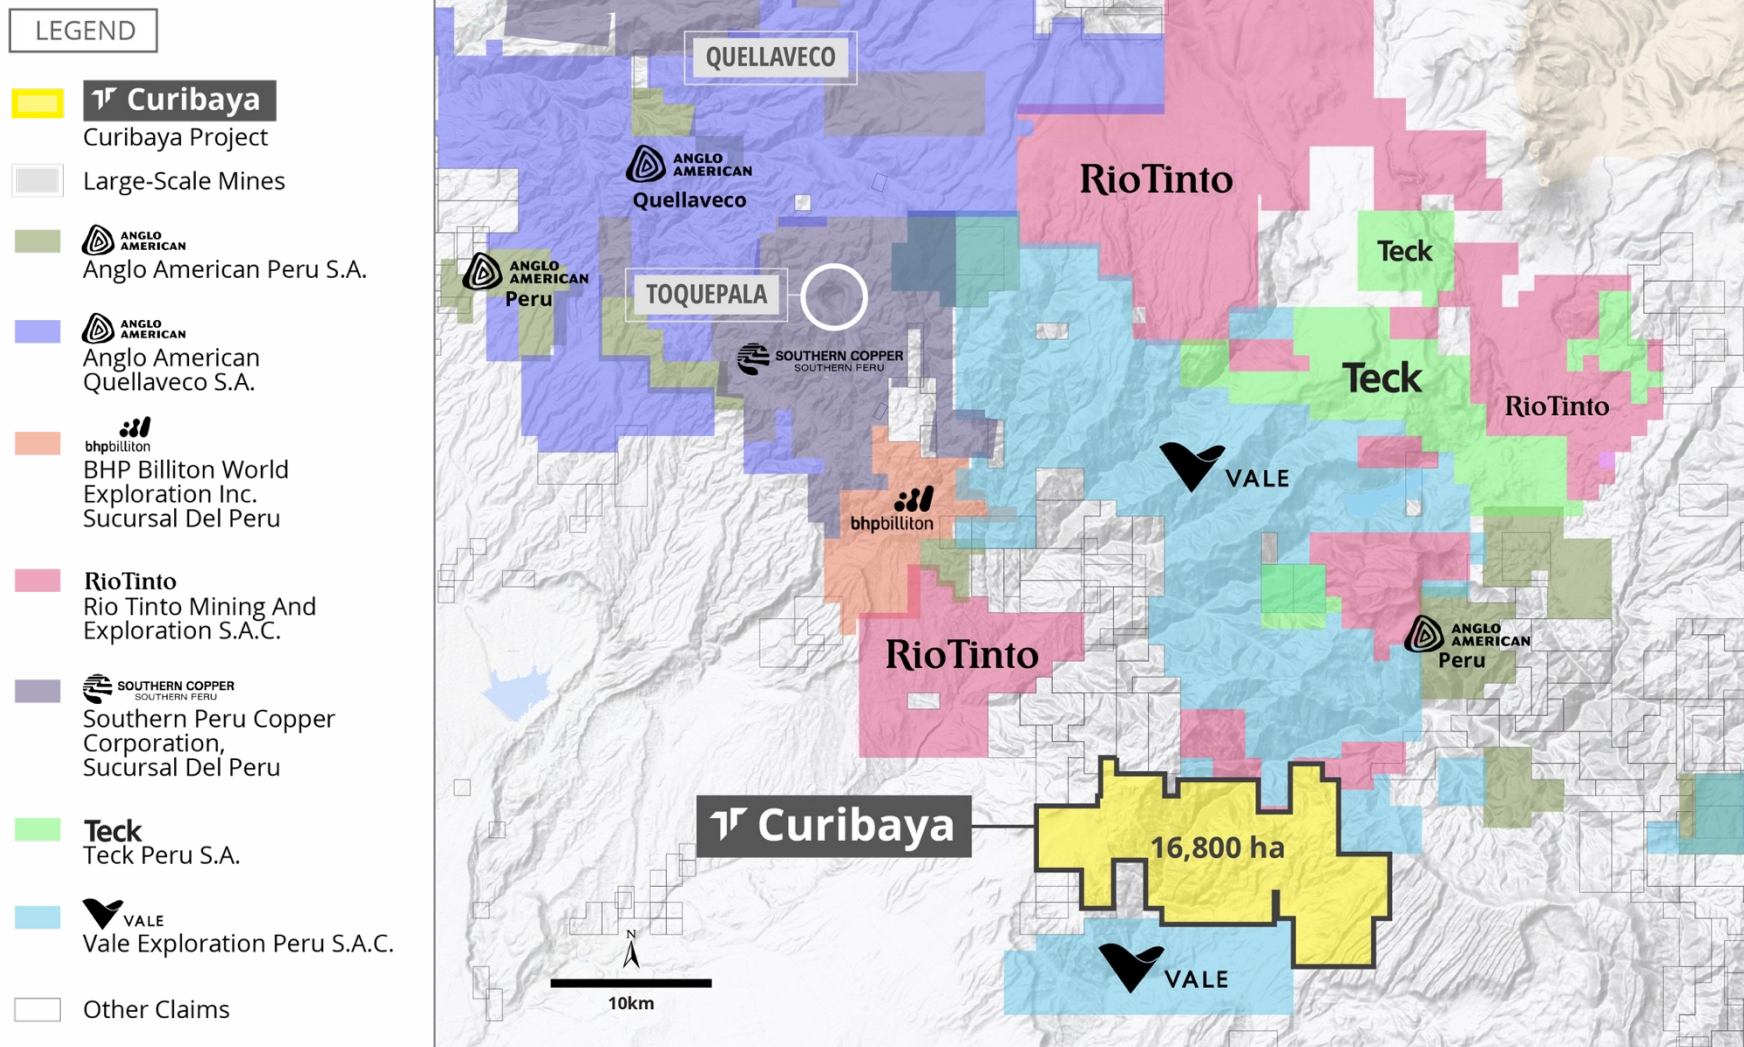 LEGEND
Curibaya
Curibaya Project
Large-Scale Mines
ANGLO
AMERICAN
Anglo American Peru S.A.
ANGLO
AMERICAN
Anglo American
Quellaveco S.A.
bhpbilliton
BHP Billiton World
Exploration Inc.
Sucursal Del Peru
RioTinto
Rio Tinto Mining And
Exploration S.A.C.
SOUTHERN COPPER
SOUTHERN PERU
Southern Peru Copper
Corporation,
Sucursal Del Peru
Teck
Teck Peru S.A.
VALE
Vale Exploration Peru S.A.C.
Other Claims
QUELLAVECO
ANGLO
AMERICAN
Quellaveco
RioTinto
Teck
ANGLO
AMERICAN
Peru
TOQUEPALA
SOUTHERN COPPER
SOUTHERN PERU
Teck
RioTinto
VALE
bhpbilliton
RioTinto
ANGLO
AMERICAN
Peru
Curibaya
16,800 ha
N
10km
VALE